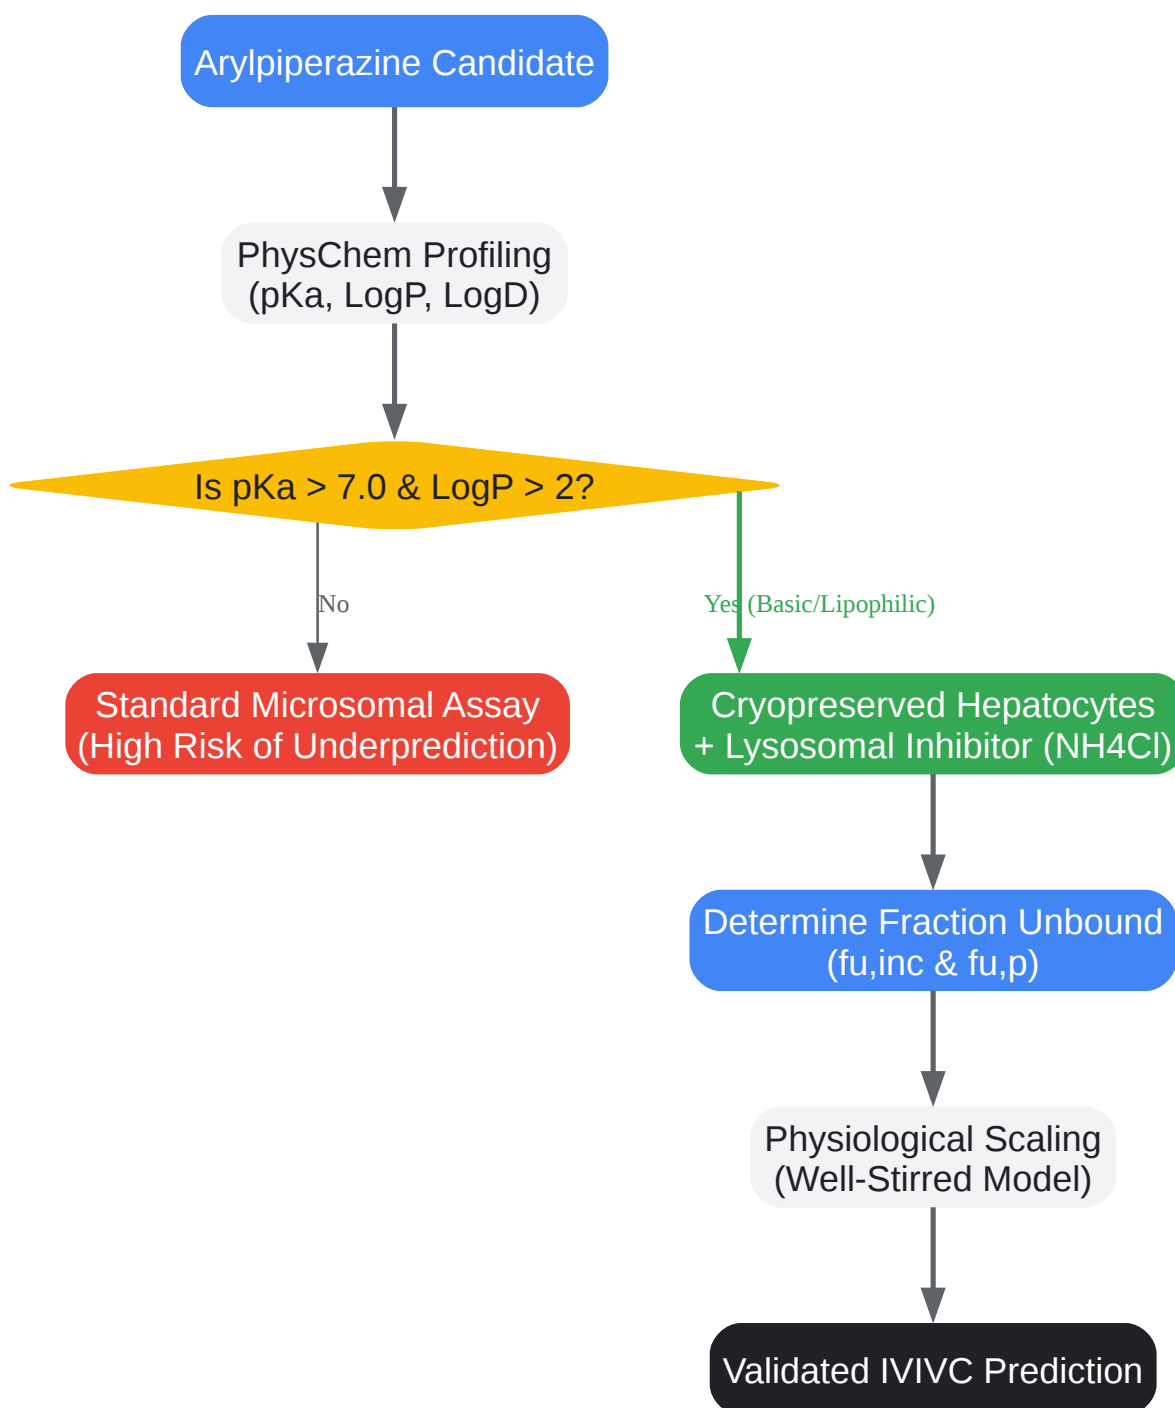 Arylpiperazine Candidate
PhysChem Profiling
(pKa, LogP, LogD)
Is pKa > 7.0 & LogP > 2?
No
Yes (Basic/Lipophilic)
Standard Microsomal Assay
(High Risk of Underprediction)
Cryopreserved Hepatocytes
+ Lysosomal Inhibitor (NH4Cl)
Determine Fraction Unbound
(fu,inc & fu,p)
Physiological Scaling
(Well-Stirred Model)
Validated IVIVC Prediction